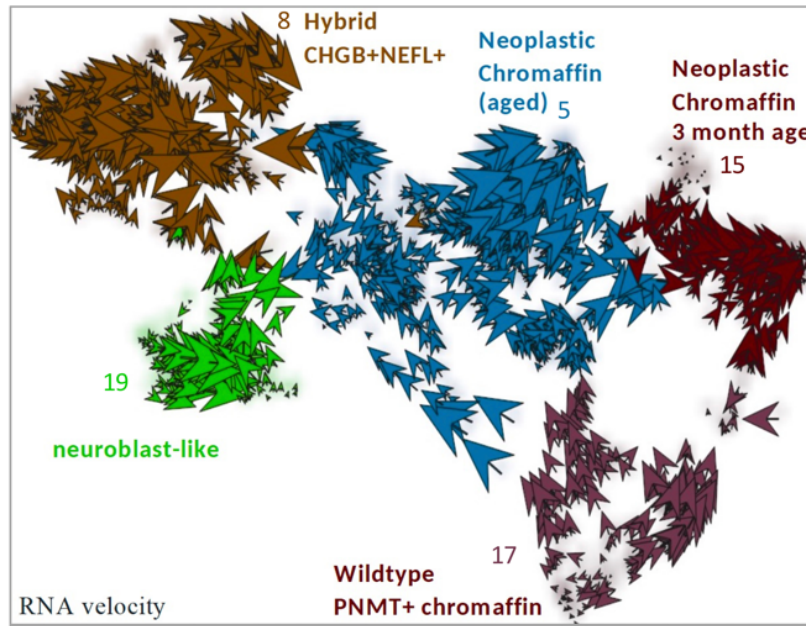 8 Hybrid
CHGB+NEFL+
Neoplastic
Chromaffin
(aged) 5
Neoplastic
Chromaffin
3 month age
15
19
neuroblast-like
17
Wildtype
PNMT+ chromaffin
RNA velocity